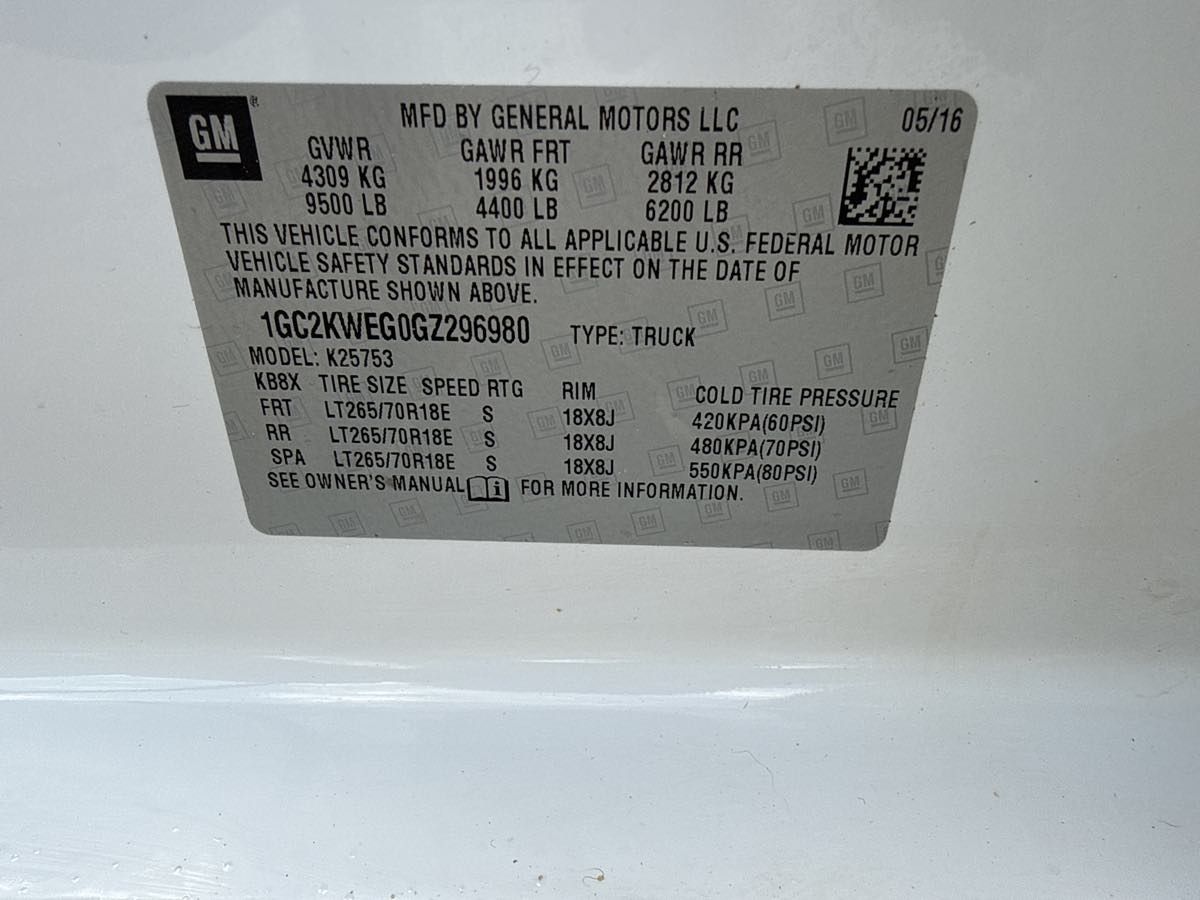 GM
MFD BY GENERAL MOTORS LLC 05/16
GVWR GAWR FRT GAWR RR
4309 KG 1996 KG 2812 KG
9500 LB 4400 LB 6200 LB
THIS VEHICLE CONFORMS TO ALL APPLICABLE U.S. FEDERAL MOTOR
VEHICLE SAFETY STANDARDS IN EFFECT ON THE DATE OF
MANUFACTURE SHOWN ABOVE.
1GC2KWEG0GZ296980 TYPE: TRUCK
MODEL: K25753
KB8X TIRE SIZE SPEED RTG RIM COLD TIRE PRESSURE
FRT LT265/70R18E S 18X8J 420KPA(60PSI)
RR LT265/70R18E S 18X8J 480KPA(70PSI)
SPA LT265/70R18E S 18X8J 550KPA(80PSI)
SEE OWNER'S MANUAL FOR MORE INFORMATION.